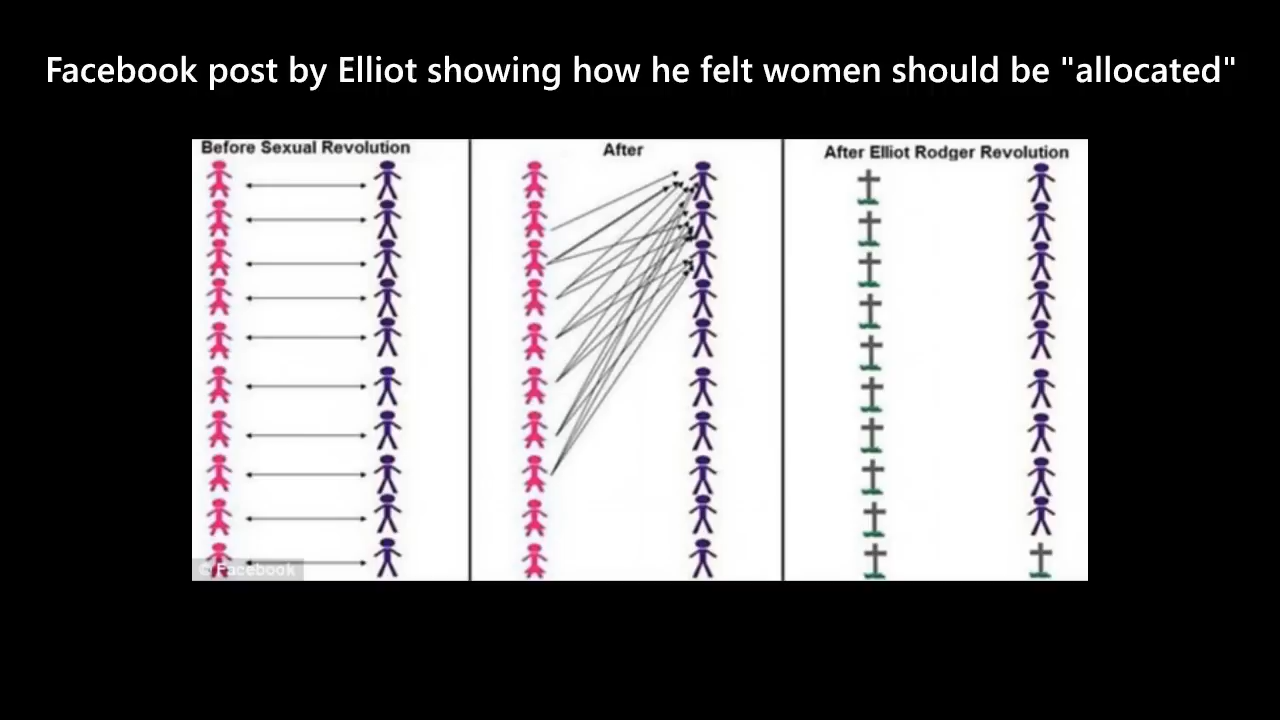 Facebook post by Elliot showing how he felt women should be "allocated"
Before Sexual Revolution
After
After Elliot Rodger Revolution
© Facebook